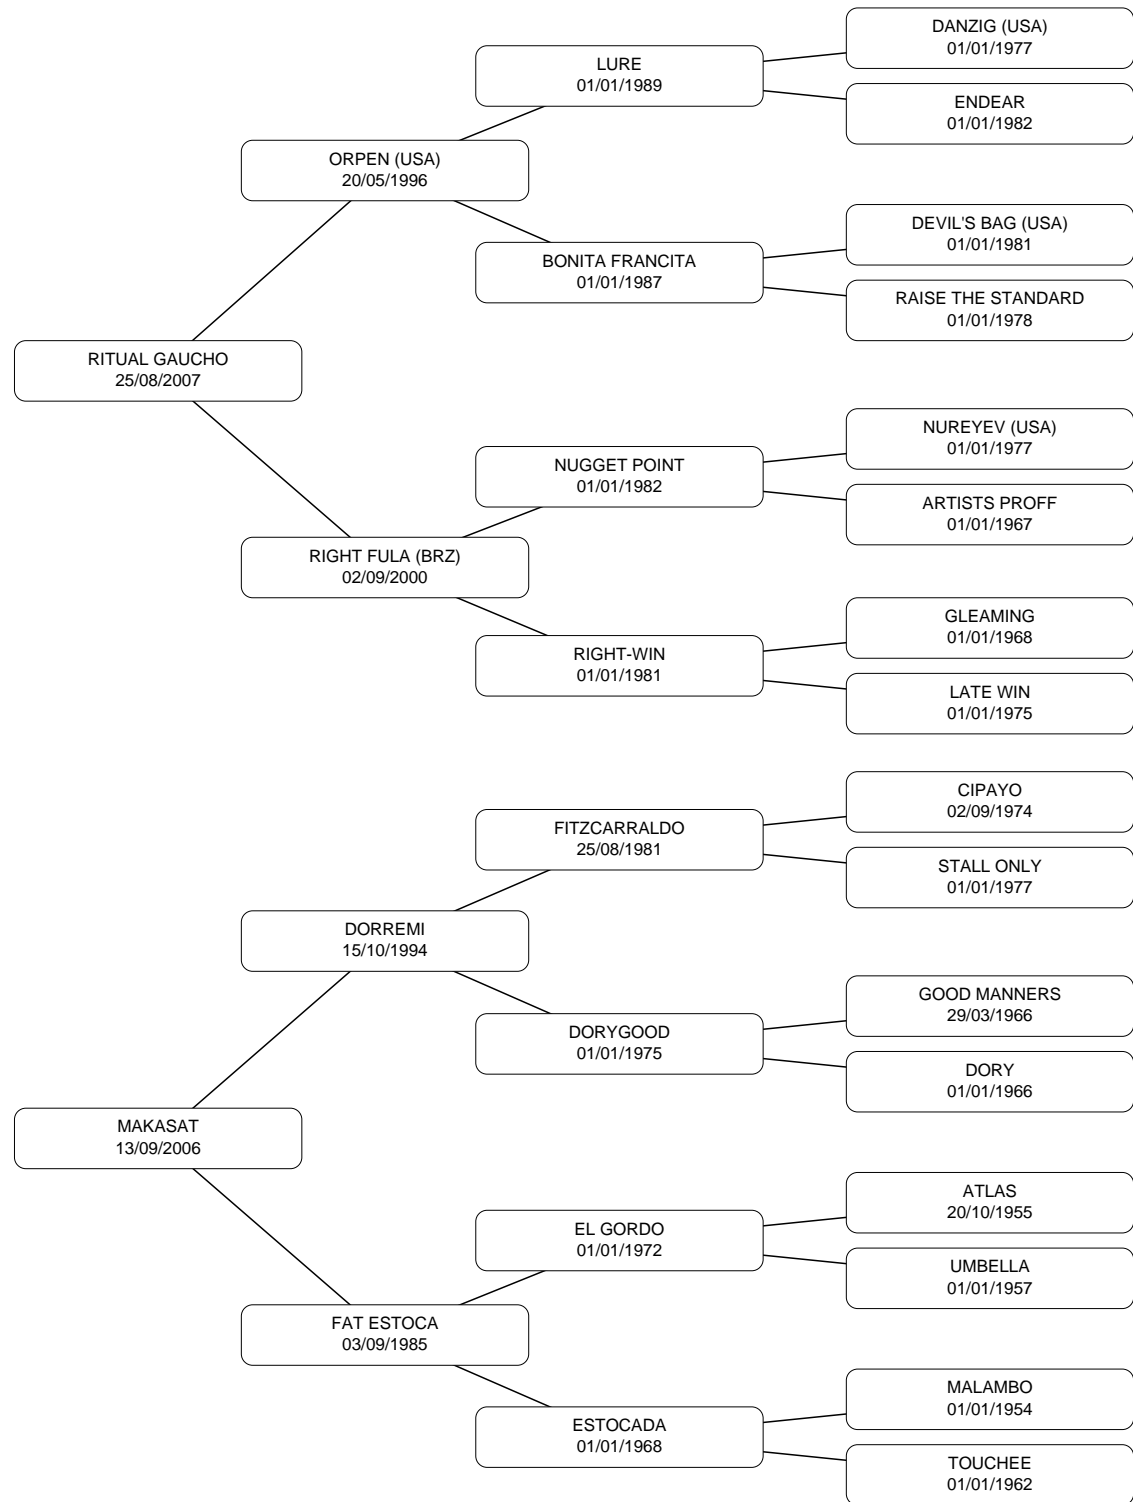 DANZIG (USA)
01/01/1977
LURE
01/01/1989
ENDEAR
01/01/1982
ORPEN (USA)
20/05/1996
DEVIL'S BAG (USA)
01/01/1981
BONITA FRANCITA
01/01/1987
RAISE THE STANDARD
01/01/1978
RITUAL GAUCHO
25/08/2007
NUREYEV (USA)
01/01/1977
NUGGET POINT
01/01/1982
ARTISTS PROFF
01/01/1967
RIGHT FULA (BRZ)
02/09/2000
GLEAMING
01/01/1968
RIGHT-WIN
01/01/1981
LATE WIN
01/01/1975
CIPAYO
02/09/1974
FITZCARRALDO
25/08/1981
STALL ONLY
01/01/1977
DORREMI
15/10/1994
GOOD MANNERS
29/03/1966
DORYGOOD
01/01/1975
DORY
01/01/1966
MAKASAT
13/09/2006
ATLAS
20/10/1955
EL GORDO
01/01/1972
UMBELLA
01/01/1957
FAT ESTOCA
03/09/1985
MALAMBO
01/01/1954
ESTOCADA
01/01/1968
TOUCHEE
01/01/1962